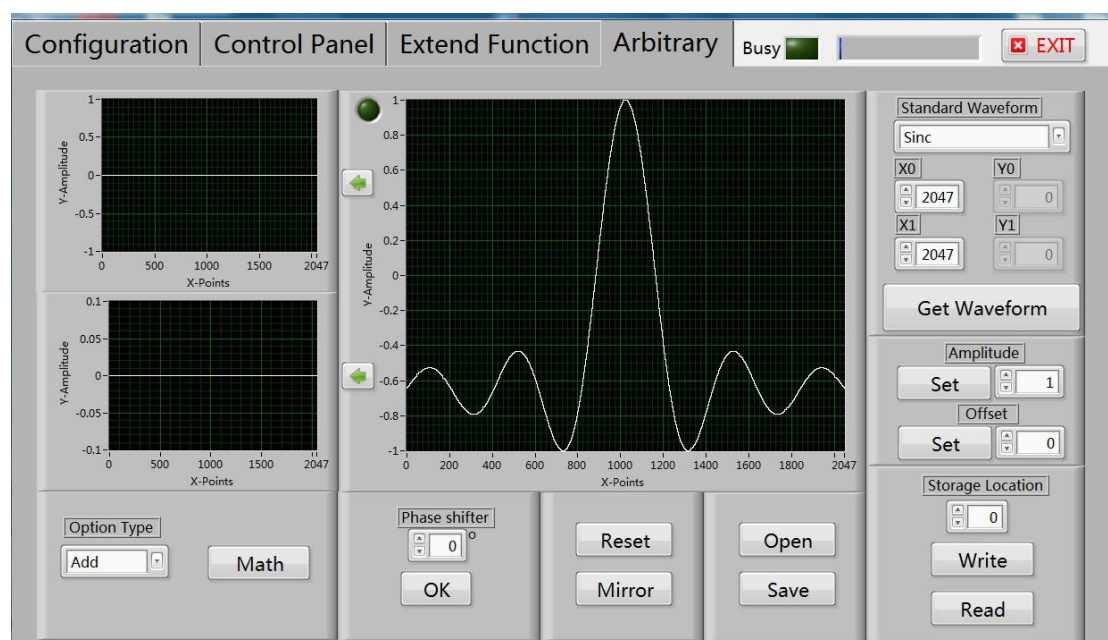 Configuration Control Panel Extend Function Arbitrary Busy EXIT
1
0.5
0
-0.5
-1
Y-Amplitude
0 500 1000 1500 2047
X-Points
0.1
0.05
0
-0.05
-0.1
Y-Amplitude
0 500 1000 1500 2047
X-Points
1
0.8
0.6
0.4
0.2
0
-0.2
-0.4
-0.6
-0.8
-1
Y-Amplitude
0 200 400 600 800 1000 1200 1400 1600 1800 2047
X-Points
Standard Waveform
Sinc
X0 Y0
2047 0
X1 Y1
2047 0
Get Waveform
Amplitude
Set 1
Offset
Set 0
Storage Location
0
Write
Read
Option Type
Add Math
Phase shifter
0 °
OK
Reset
Mirror
Open
Save